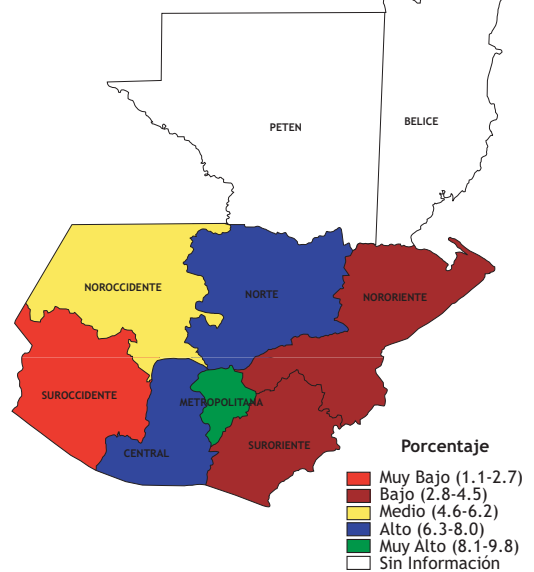 BELICE
PETEN
NOROCCIDENTE
NORTE
NORORIENTE
SUROCCIDENTE
METROPOLITANA
CENTRAL
SURORIENTE
Porcentaje
Muy Bajo (1.1-2.7)
Bajo (2.8-4.5)
Medio (4.6-6.2)
Alto (6.3-8.0)
Muy Alto (8.1-9.8)
Sin Información